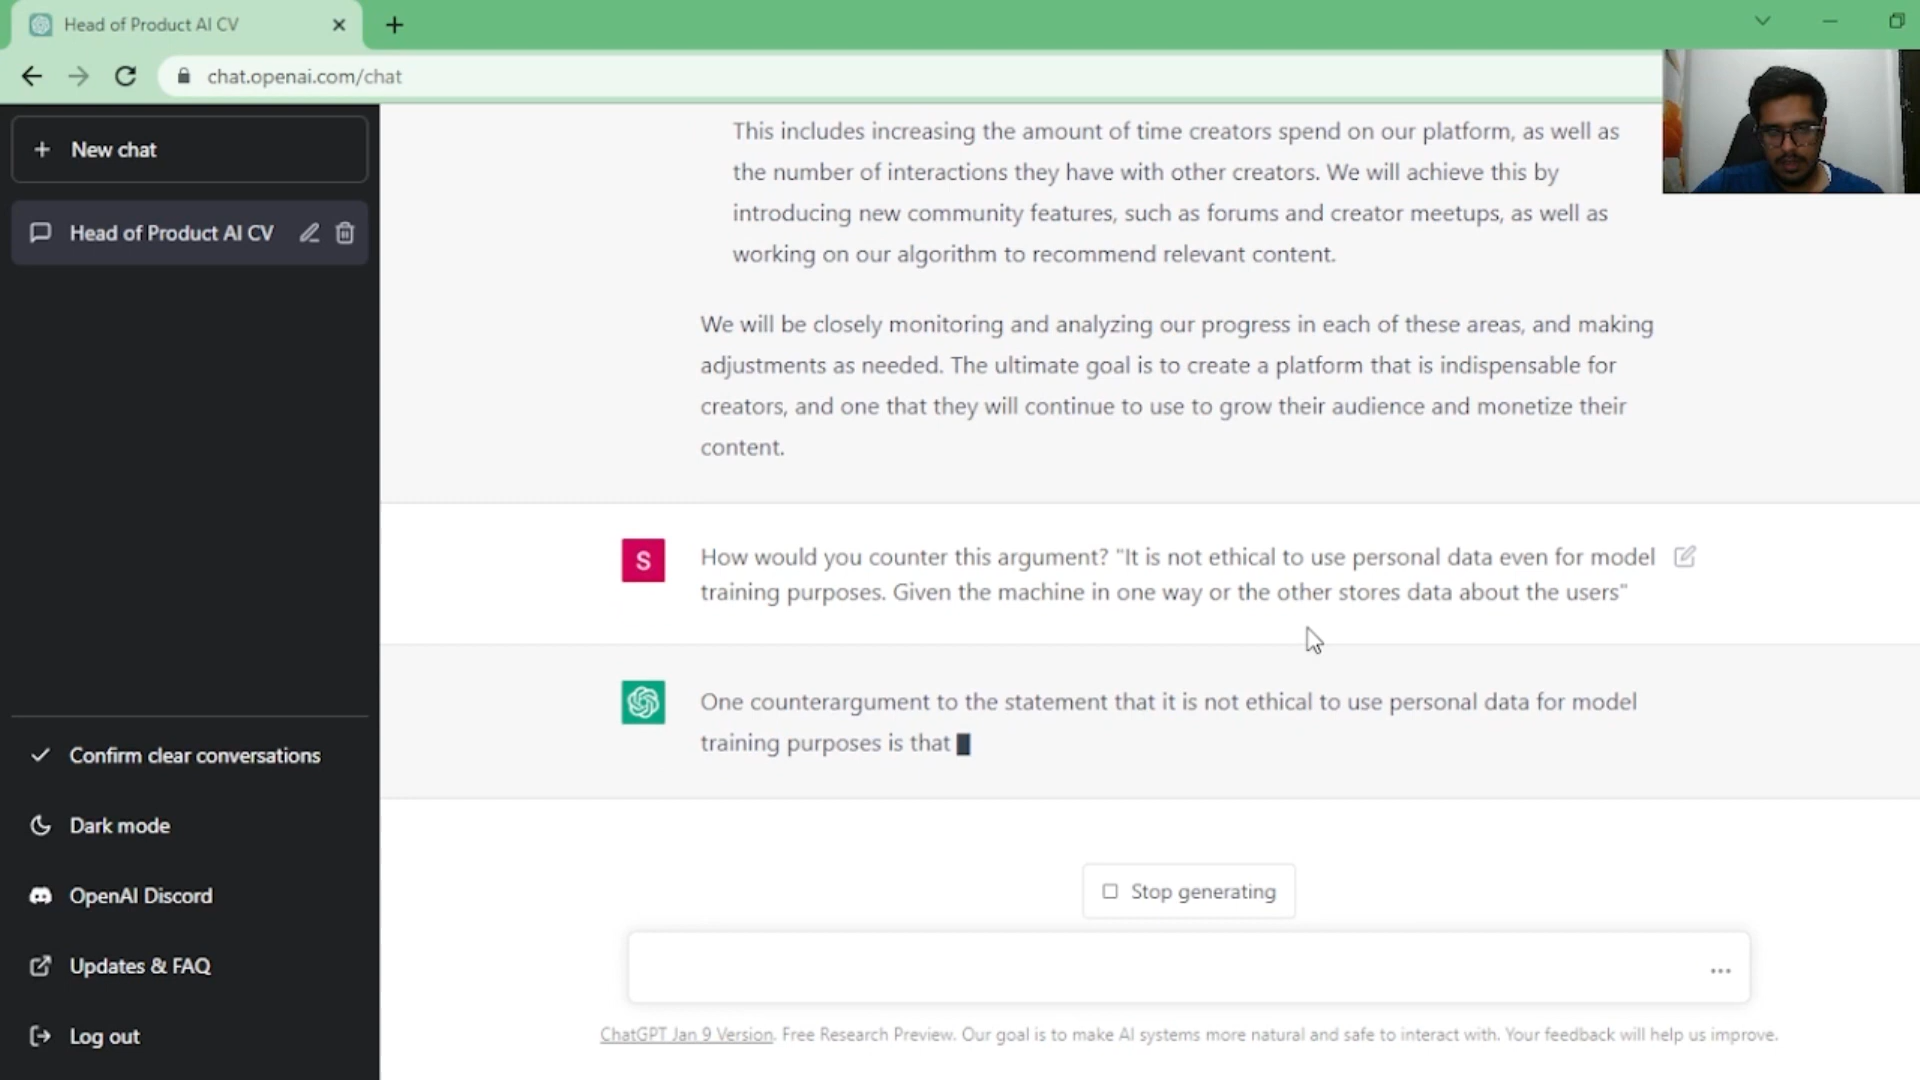 Head of Product AI CV
chat.openai.com/chat
New chat
Head of Product AI CV
Confirm clear conversations
Dark mode
OpenAI Discord
Updates & FAQ
Log out
This includes increasing the amount of time creators spend on our platform, as well as
the number of interactions they have with other creators. We will achieve this by
introducing new community features, such as forums and creator meetups, as well as
working on our algorithm to recommend relevant content.
We will be closely monitoring and analyzing our progress in each of these areas, and making
adjustments as needed. The ultimate goal is to create a platform that is indispensable for
creators, and one that they will continue to use to grow their audience and monetize their
content.
S
How would you counter this argument? "It is not ethical to use personal data even for model
training purposes. Given the machine in one way or the other stores data about the users"
One counterargument to the statement that it is not ethical to use personal data for model
training purposes is that
Stop generating
ChatGPT Jan 9 Version. Free Research Preview. Our goal is to make AI systems more natural and safe to interact with. Your feedback will help us improve.